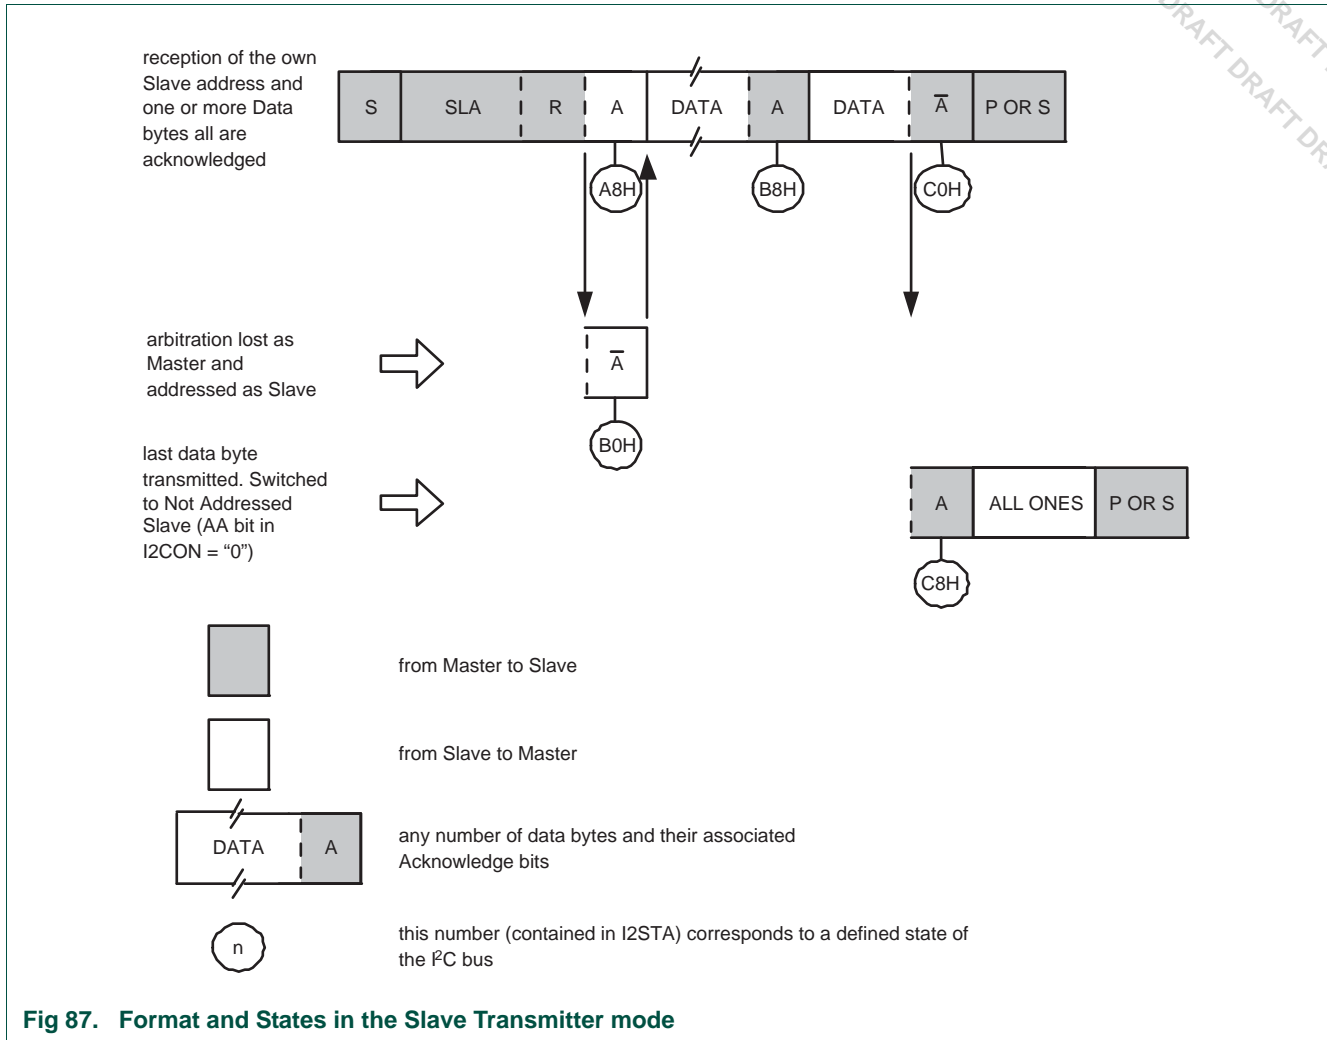 reception of the own
Slave address and
one or more Data
bytes all are
acknowledged
S SLA R A DATA A DATA A̅ P OR S
A8H B8H C0H
arbitration lost as
Master and
addressed as Slave
A̅
B0H
last data byte
transmitted. Switched
to Not Addressed
Slave (AA bit in
I2CON = “0”)
A ALL ONES P OR S
C8H
from Master to Slave
from Slave to Master
DATA A
any number of data bytes and their associated
Acknowledge bits
n
this number (contained in I2STA) corresponds to a defined state of
the I²C bus
Fig 87. Format and States in the Slave Transmitter mode
DRAFT DRAFT DR
DRAFT